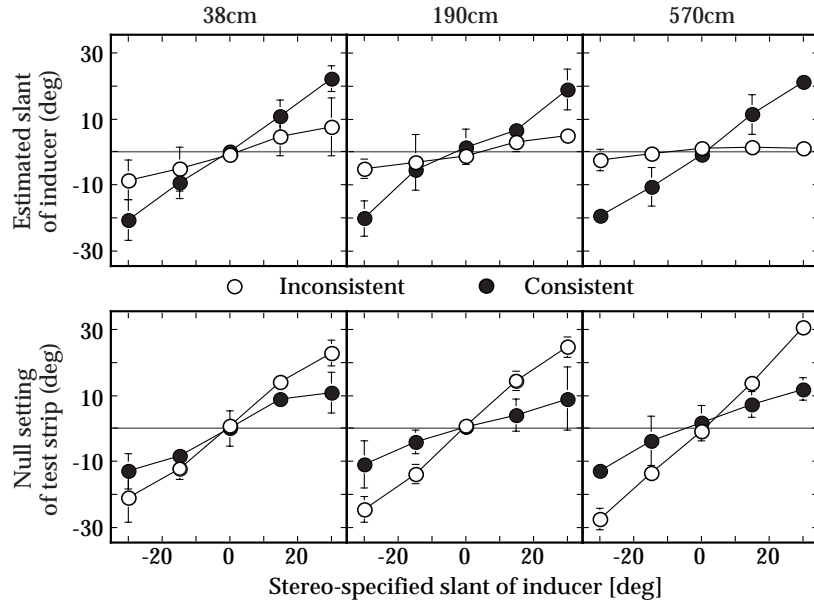 38cm 190cm 570cm
Estimated slant
of inducer (deg)
30
10
-10
-30
Inconsistent Consistent
Null setting
of test strip (deg)
30
10
-10
-30
-20 0 20 -20 0 20 -20 0 20
Stereo-specified slant of inducer [deg]